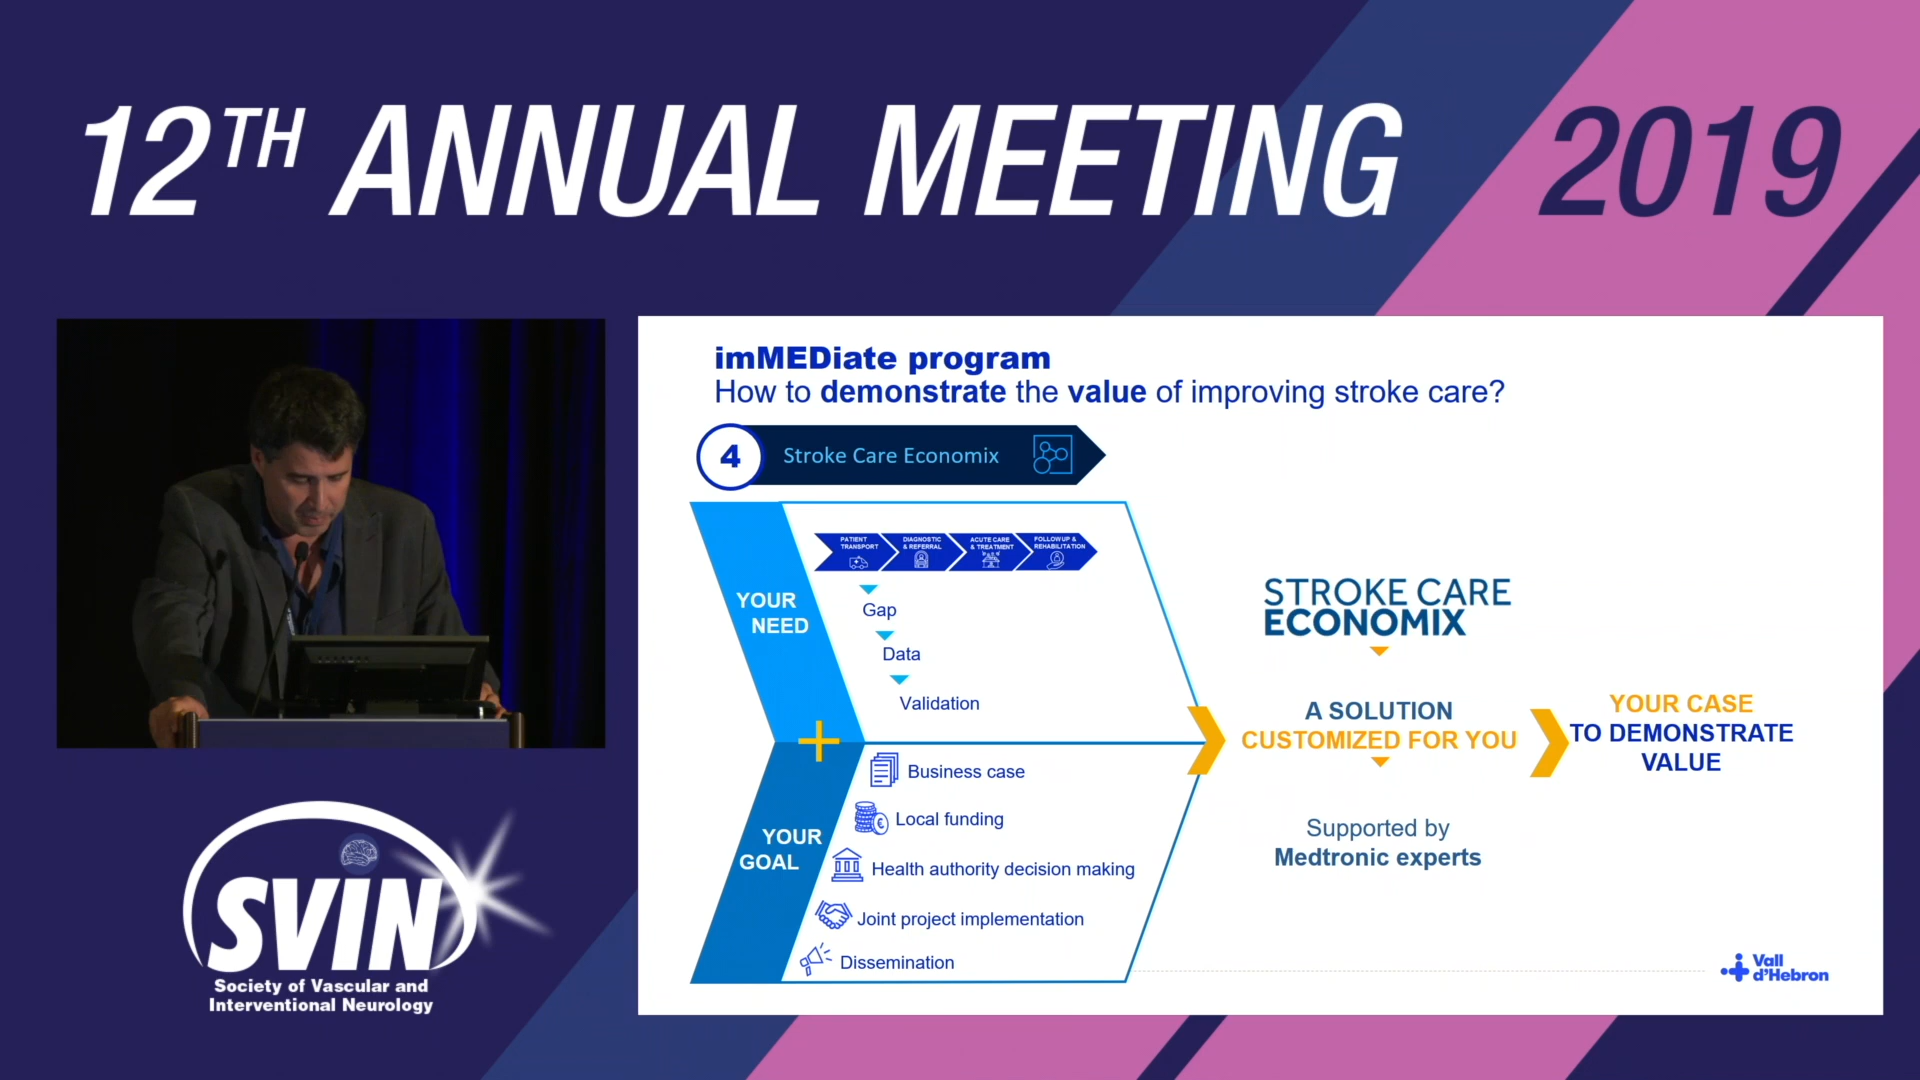 12TH ANNUAL MEETING 2019
imMEDiate program
How to demonstrate the value of improving stroke care?
4 Stroke Care Economix
YOUR
NEED
PATIENT
TRANSPORT
DIAGNOSTIC
& REFERRAL
ACUTE CARE
& TREATMENT
FOLLOW UP &
REHABILITATION
Gap
Data
Validation
YOUR
GOAL
Business case
Local funding
Health authority decision making
Joint project implementation
Dissemination
STROKE CARE
ECONOMIX
A SOLUTION
CUSTOMIZED FOR YOU
Supported by
Medtronic experts
YOUR CASE
TO DEMONSTRATE
VALUE
Vall
d'Hebron
SVIN
Society of Vascular and
Interventional Neurology